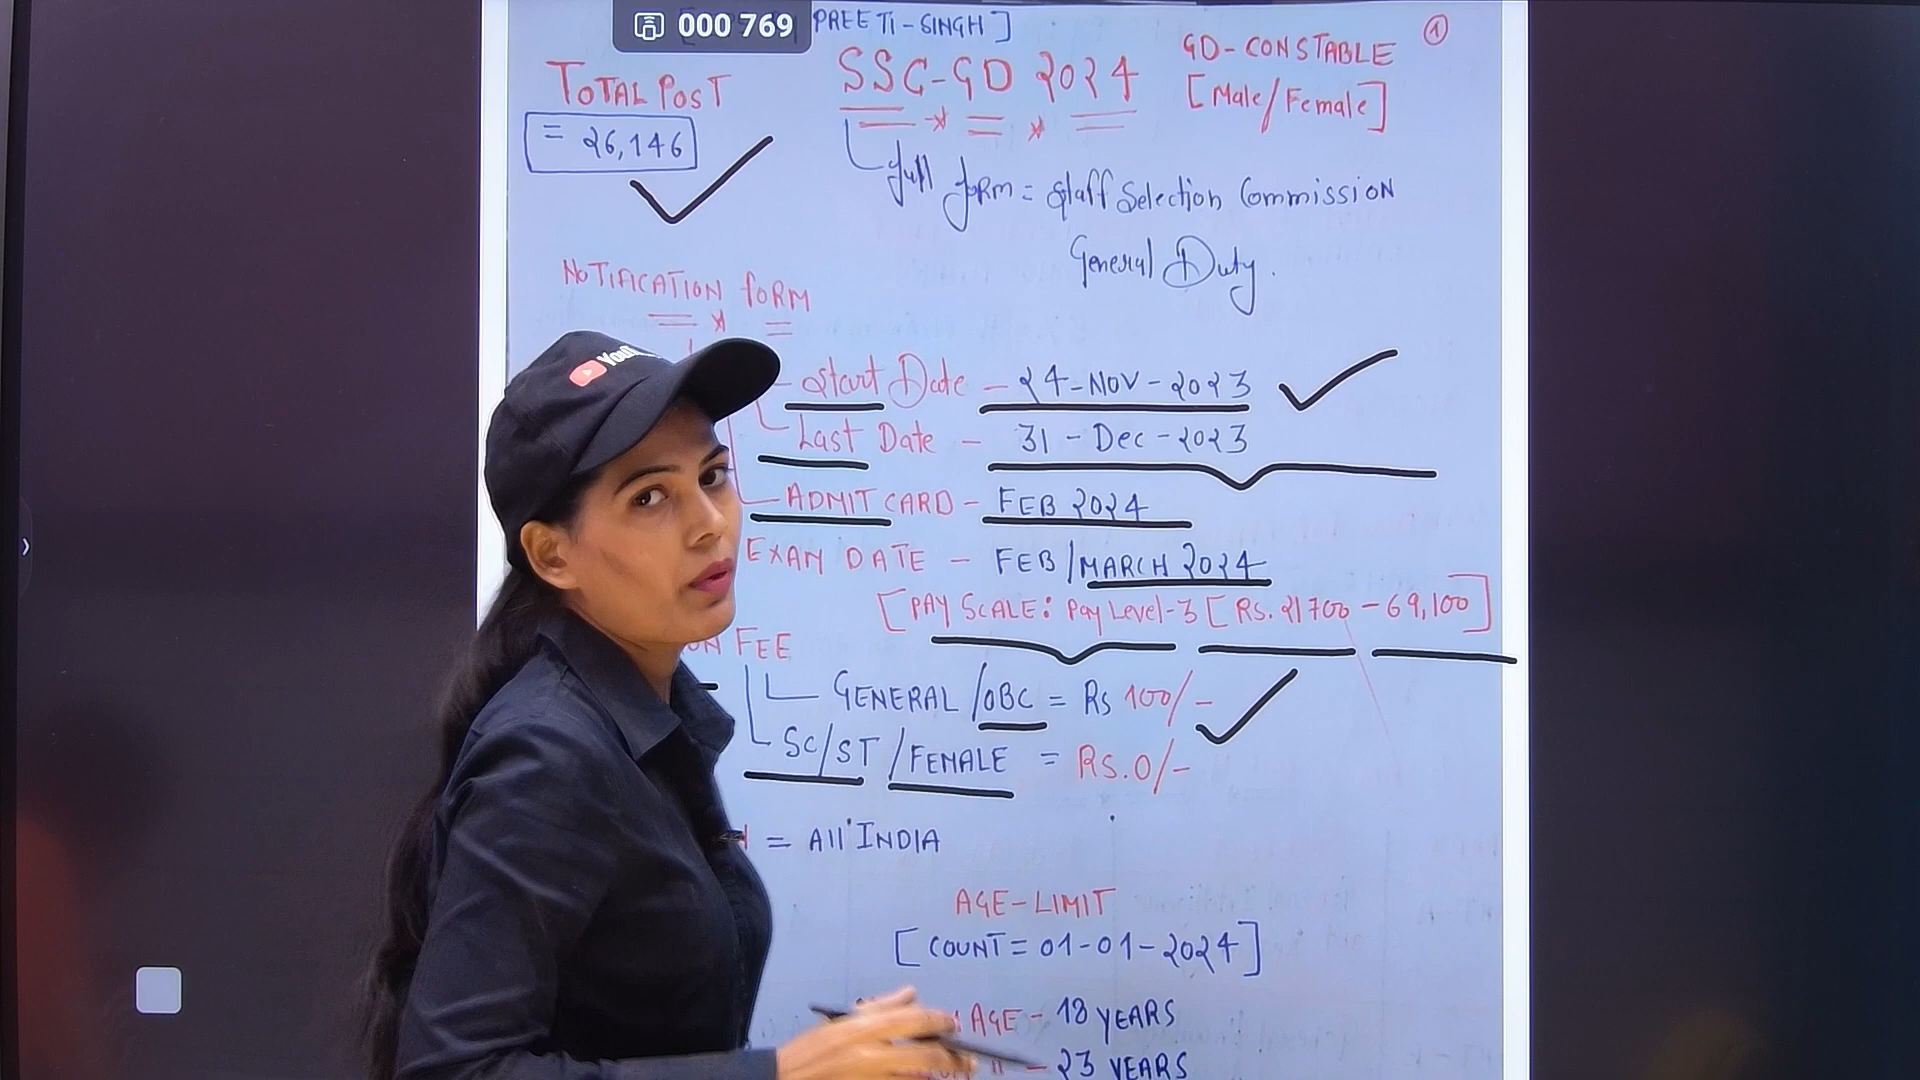 000 769
PREETI-SINGH]
1
SSC-GD 2024
GD-CONSTABLE
[Male/Female]
TOTAL POST
= 26,146
full form = Staff Selection Commission
General Duty.
NOTIFICATION FORM
Start Date - 24-NOV-2023
Last Date - 31-Dec-2023
ADMIT CARD - FEB 2024
EXAM DATE - FEB/MARCH 2024
[PAY SCALE: Pay Level-3 [RS. 21700-69,100]
FEE
GENERAL/OBC = Rs 100/-
SC/ST/FEMALE = RS.0/-
= All INDIA
AGE-LIMIT
[COUNT = 01-01-2024]
AGE - 18 YEARS
- 23 YEARS